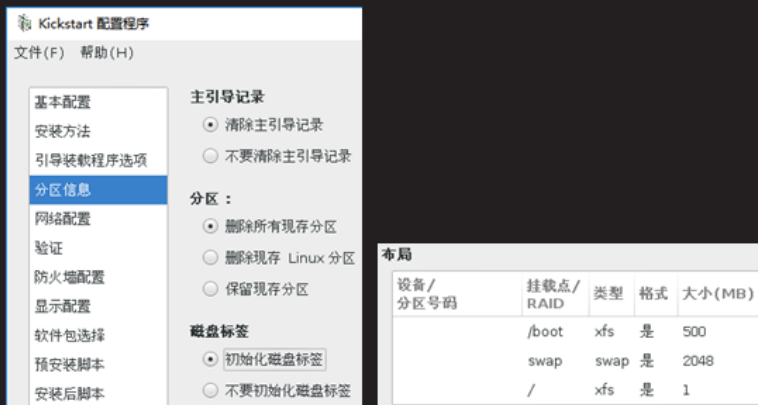 Kickstart 配置程序
文件(F) 帮助(H)
基本配置
安装方法
引导装载程序选项
分区信息
网络配置
验证
防火墙配置
显示配置
软件包选择
预安装脚本
安装后脚本
主引导记录
清除主引导记录
不要清除主引导记录
分区：
删除所有现存分区
删除现存 Linux 分区
保留现存分区
磁盘标签
初始化磁盘标签
不要初始化磁盘标签
布局
设备/
分区号码
挂载点/
RAID
类型
格式
大小(MB)
/boot xfs 是 500
swap swap 是 2048
/ xfs 是 1